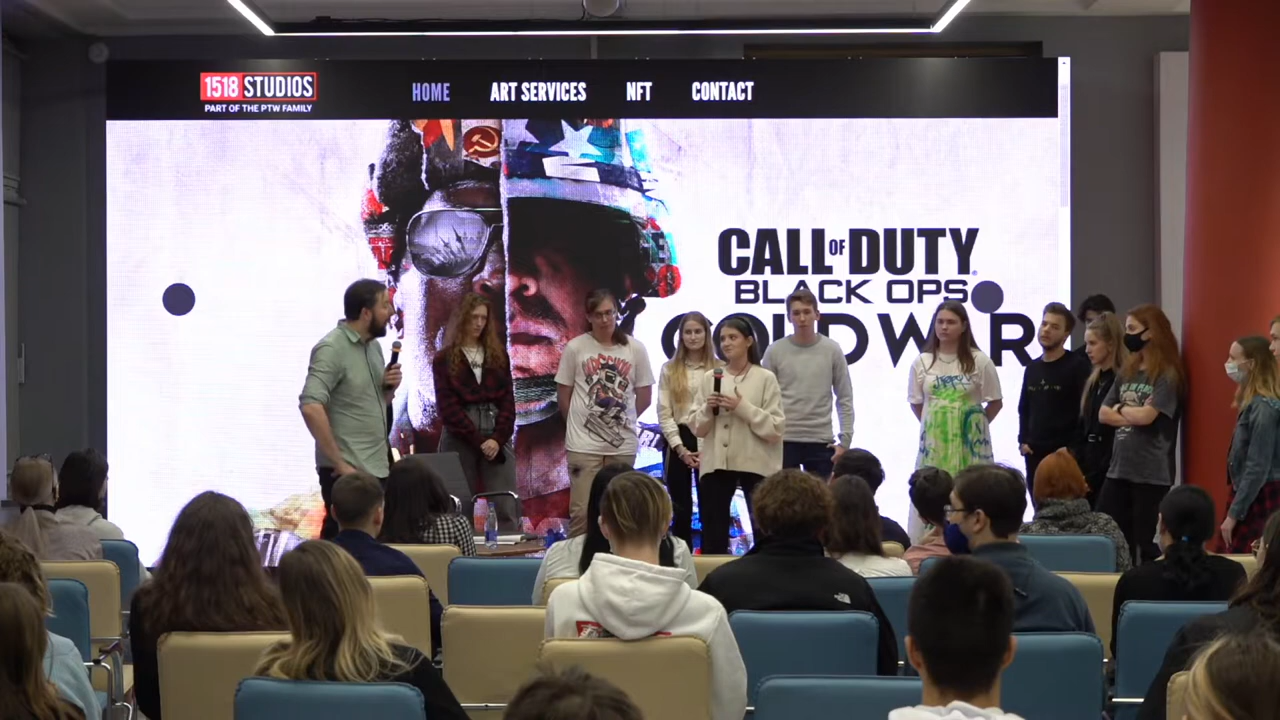 1518 STUDIOS
PART OF THE PTW FAMILY
HOME
ART SERVICES
NFT
CONTACT
CALL OF DUTY
BLACK OPS
COLD WAR